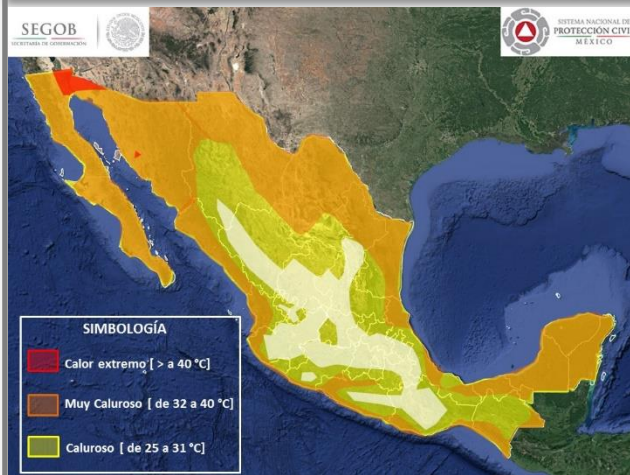 SEGOB
SECRETARÍA DE GOBERNACIÓN
SISTEMA NACIONAL DE
PROTECCIÓN CIVIL
MÉXICO
SIMBOLOGÍA
Calor extremo [ > a 40 °C]
Muy Caluroso [ de 32 a 40 °C]
Caluroso [ de 25 a 31 °C]